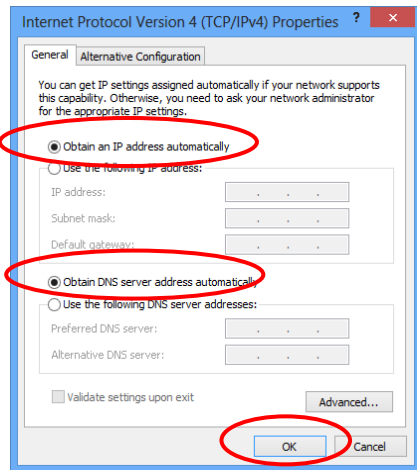 Internet Protocol Version 4 (TCP/IPv4) Properties ? ×
General Alternative Configuration
You can get IP settings assigned automatically if your network supports
this capability. Otherwise, you need to ask your network administrator
for the appropriate IP settings.
Obtain an IP address automatically
Use the following IP address:
IP address: . . .
Subnet mask: . . .
Default gateway: . . .
Obtain DNS server address automatically
Use the following DNS server addresses:
Preferred DNS server: . . .
Alternative DNS server: . . .
Validate settings upon exit
Advanced...
OK Cancel